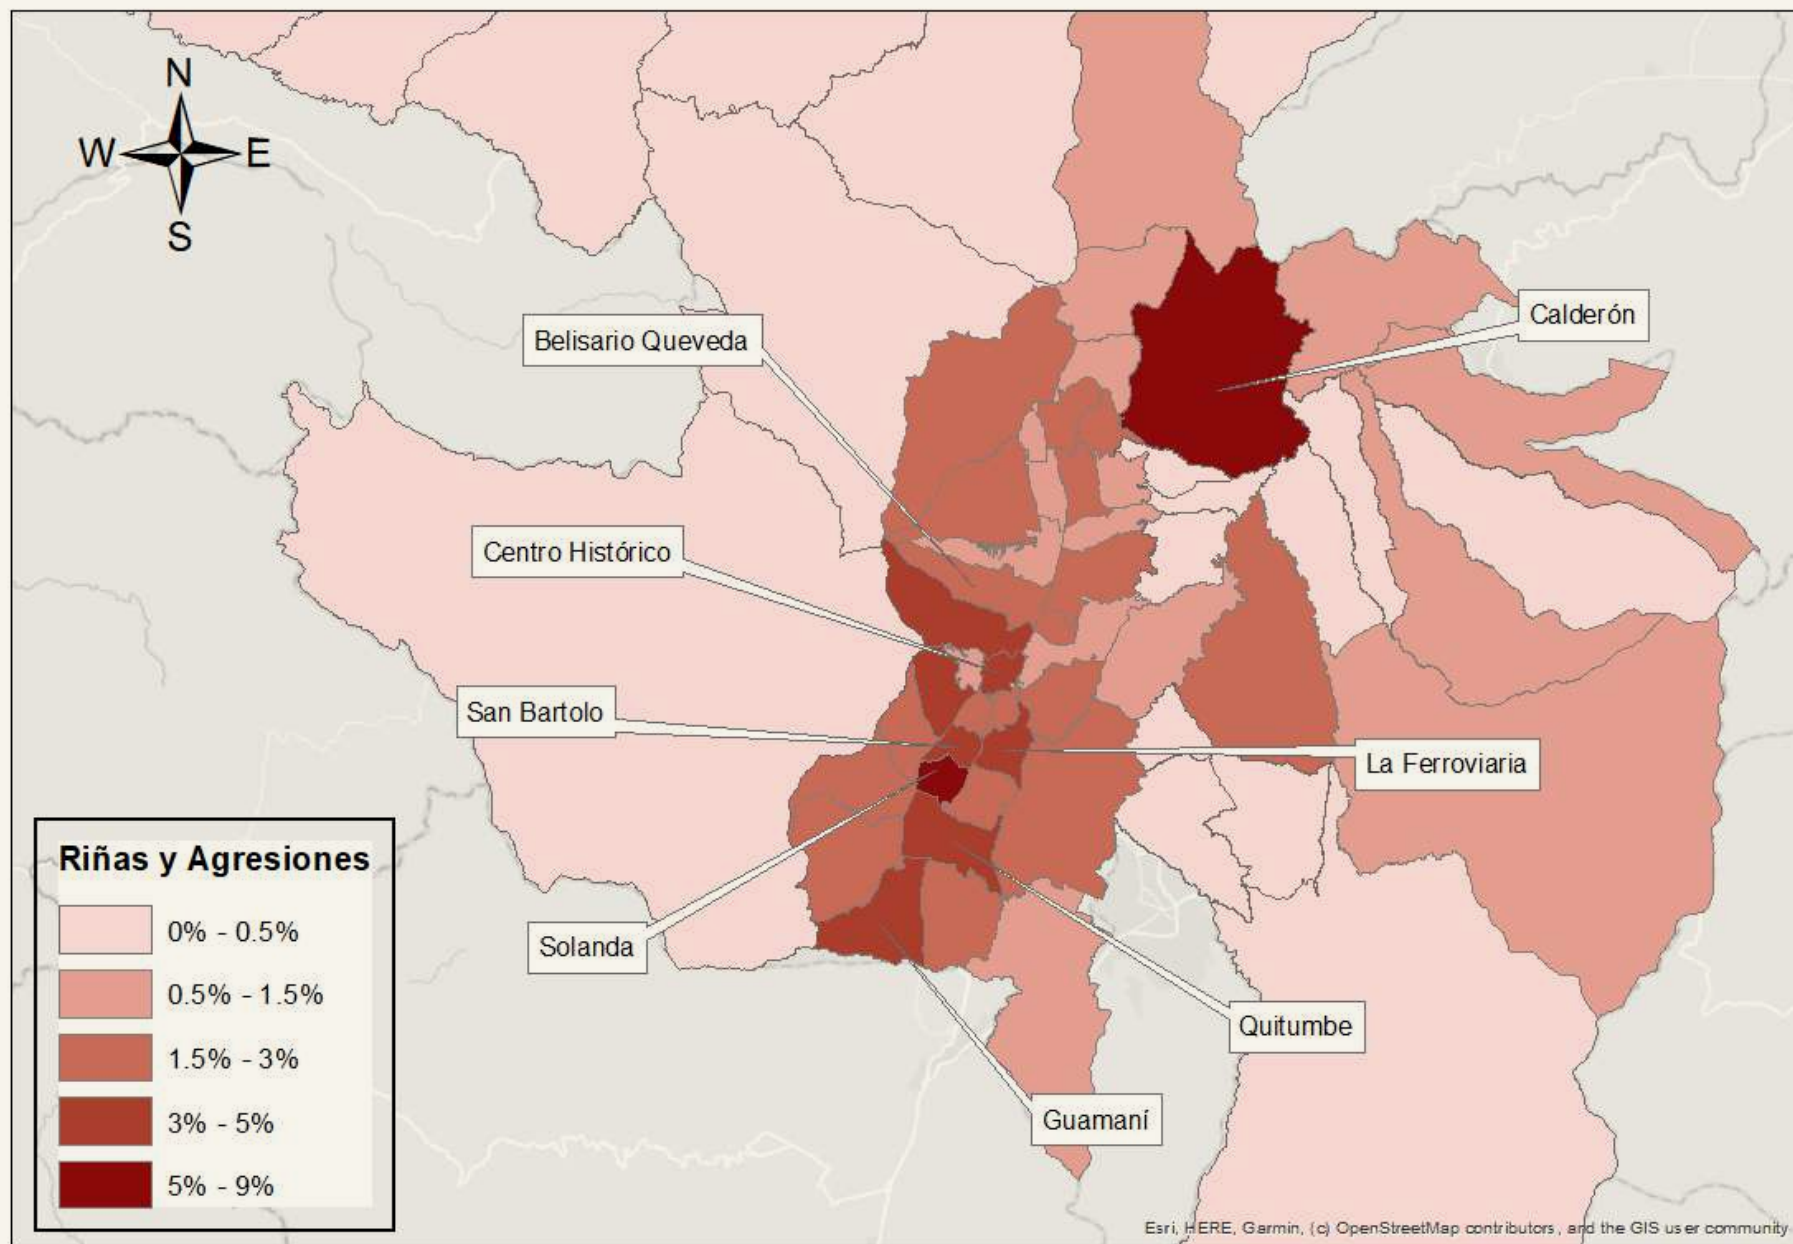 N
W E
S
Belisario Queveda
Calderón
Centro Histórico
San Bartolo
La Ferroviaria
Solanda
Quitumbe
Guamaní
Riñas y Agresiones
0% - 0.5%
0.5% - 1.5%
1.5% - 3%
3% - 5%
5% - 9%
Esri, HERE, Garmin, (c) OpenStreetMap contributors, and the GIS user community